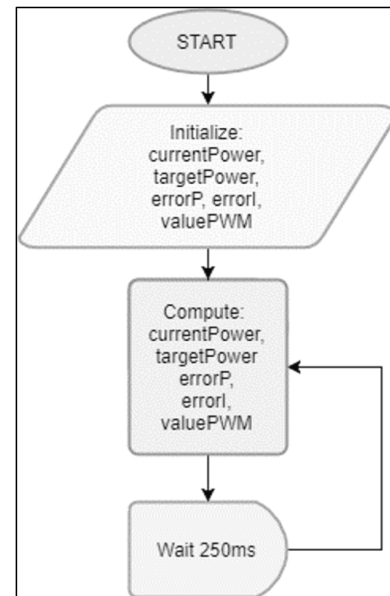 START
Initialize:
currentPower,
targetPower,
errorP, errorI,
valuePWM
Compute:
currentPower,
targetPower
errorP,
errorI,
valuePWM
Wait 250ms